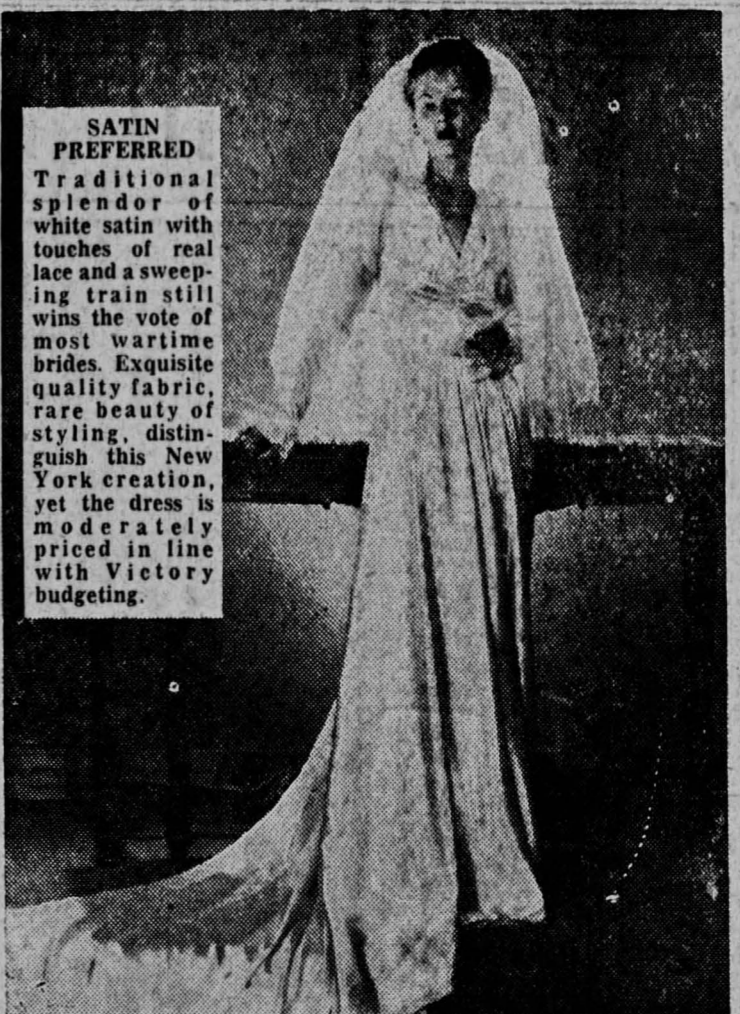 SATIN
PREFERRED
Traditional
splendor of
white satin with
touches of real
lace and a sweep-
ing train still
wins the vote of
most wartime
brides. Exquisite
quality fabric,
rare beauty of
styling, distin-
guish this New
York creation,
yet the dress is
moderately
priced in line
with Victory
budgeting.